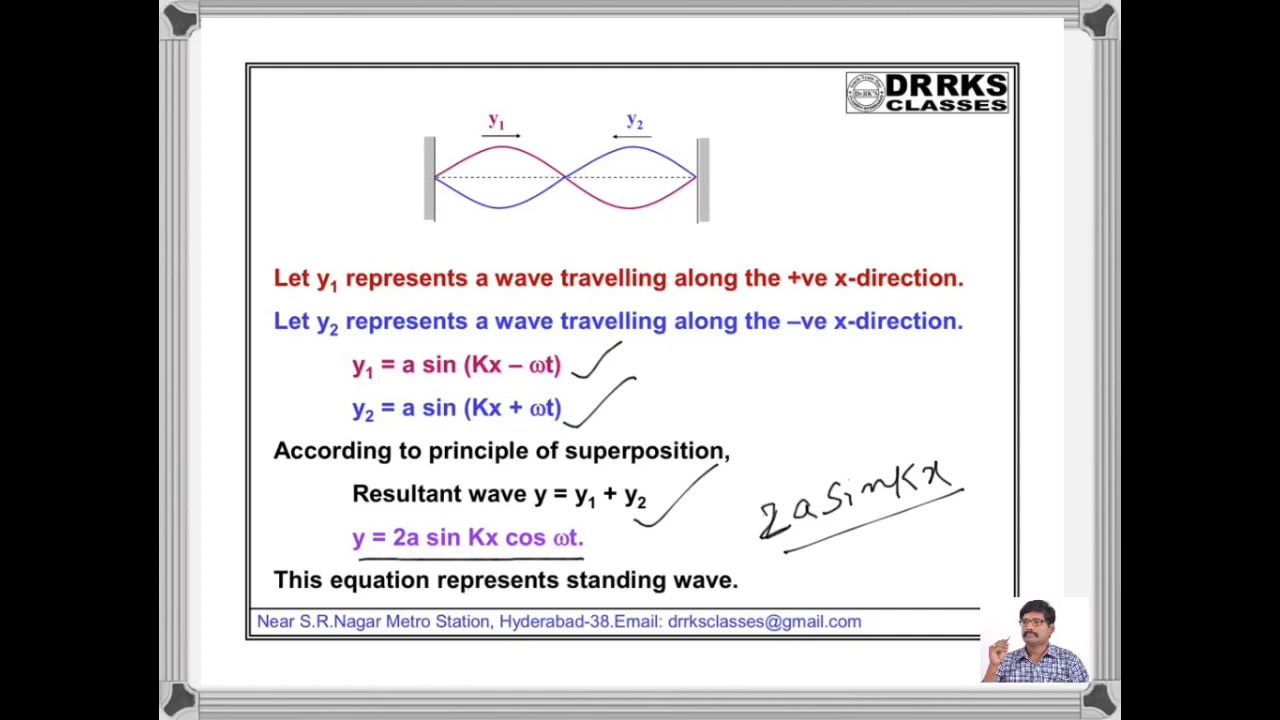 DRRKS
CLASSES
y₁ y₂
Let y₁ represents a wave travelling along the +ve x-direction.
Let y₂ represents a wave travelling along the –ve x-direction.
y₁ = a sin (Kx – ωt)
y₂ = a sin (Kx + ωt)
According to principle of superposition,
Resultant wave y = y₁ + y₂
2a Sin Kx
y = 2a sin Kx cos ωt.
This equation represents standing wave.
Near S.R.Nagar Metro Station, Hyderabad-38.Email: drrksclasses@gmail.com